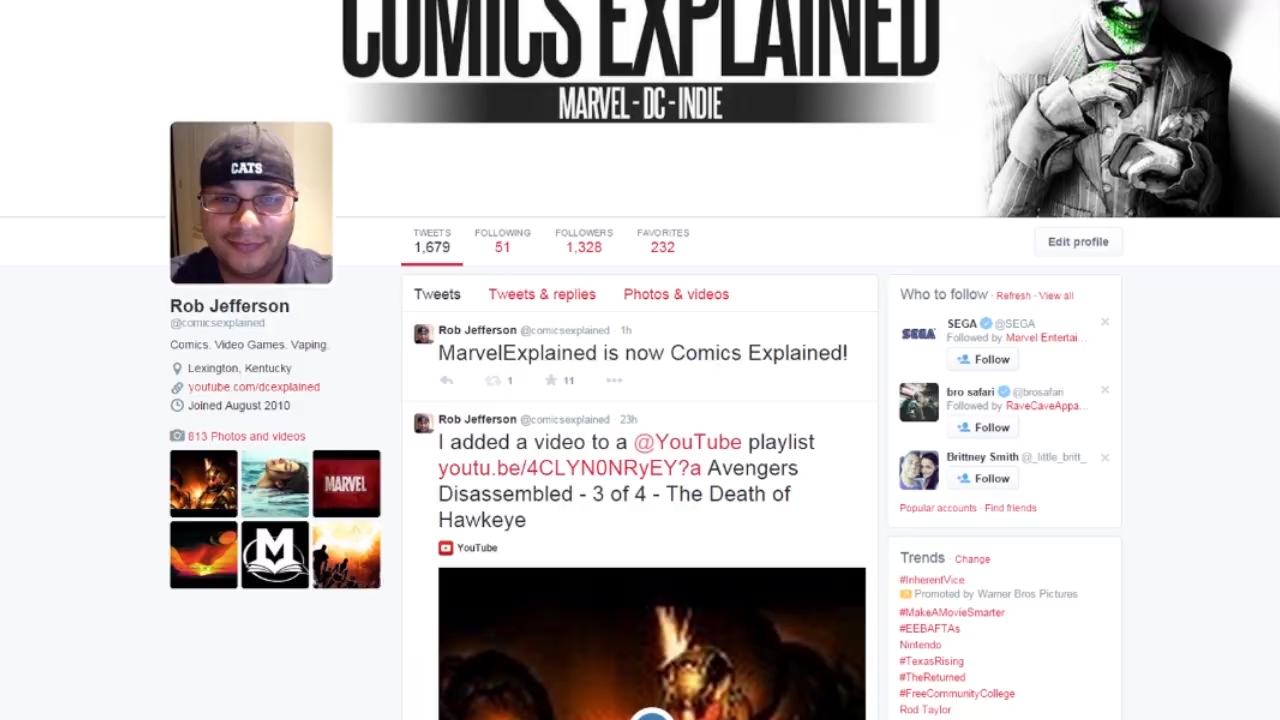 COMICS EXPLAINED
MARVEL - DC - INDIE
CATS
TWEETS
1,679
FOLLOWING
51
FOLLOWERS
1,328
FAVORITES
232
Edit profile
Rob Jefferson
@comicsexplained
Comics. Video Games. Vaping.
Lexington, Kentucky
youtube.com/dcexplained
Joined August 2010
813 Photos and videos
MARVEL
M
Tweets Tweets & replies Photos & videos
Rob Jefferson @comicsexplained · 1h
MarvelExplained is now Comics Explained!
1 11
Rob Jefferson @comicsexplained · 23h
I added a video to a @YouTube playlist
youtu.be/4CLYN0NRyEY?a Avengers
Disassembled - 3 of 4 - The Death of
Hawkeye
YouTube
Who to follow · Refresh · View all
SEGA
SEGA @SEGA
Followed by Marvel Entertai...
Follow
bro safari @brosafari
Followed by RaveCaveAppa...
Follow
Brittney Smith @_little_britt_
Follow
Popular accounts · Find friends
Trends · Change
#InherentVice
Promoted by Warner Bros Pictures
#MakeAMovieSmarter
#EEBAFTAs
Nintendo
#TexasRising
#TheReturned
#FreeCommunityCollege
Rod Taylor